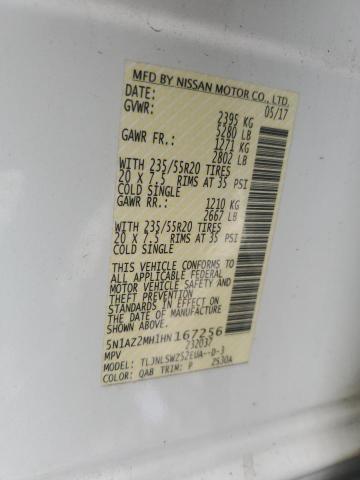 MFD BY NISSAN MOTOR CO., LTD.
DATE: 05/17
GVWR: 2395 KG
5280 LB
GAWR FR.: 1271 KG
2802 LB
WITH 235/55R20 TIRES
20 X 7.5 RIMS AT 35 PSI
COLD SINGLE
GAWR RR.: 1210 KG
2667 LB
WITH 235/55R20 TIRES
20 X 7.5 RIMS AT 35 PSI
COLD SINGLE
THIS VEHICLE CONFORMS
TO ALL APPLICABLE FEDERAL
MOTOR VEHICLE SAFETY AND
THEFT PREVENTION
STANDARDS IN EFFECT ON
THE DATE OF MANUFACTURE
SHOWN ABOVE.
5N1AZ2MH1HN167256
MPV 232037
MODEL: TLJNLSWZ52EUA--D-3
COLOR: QAB TRIM: P 2530A